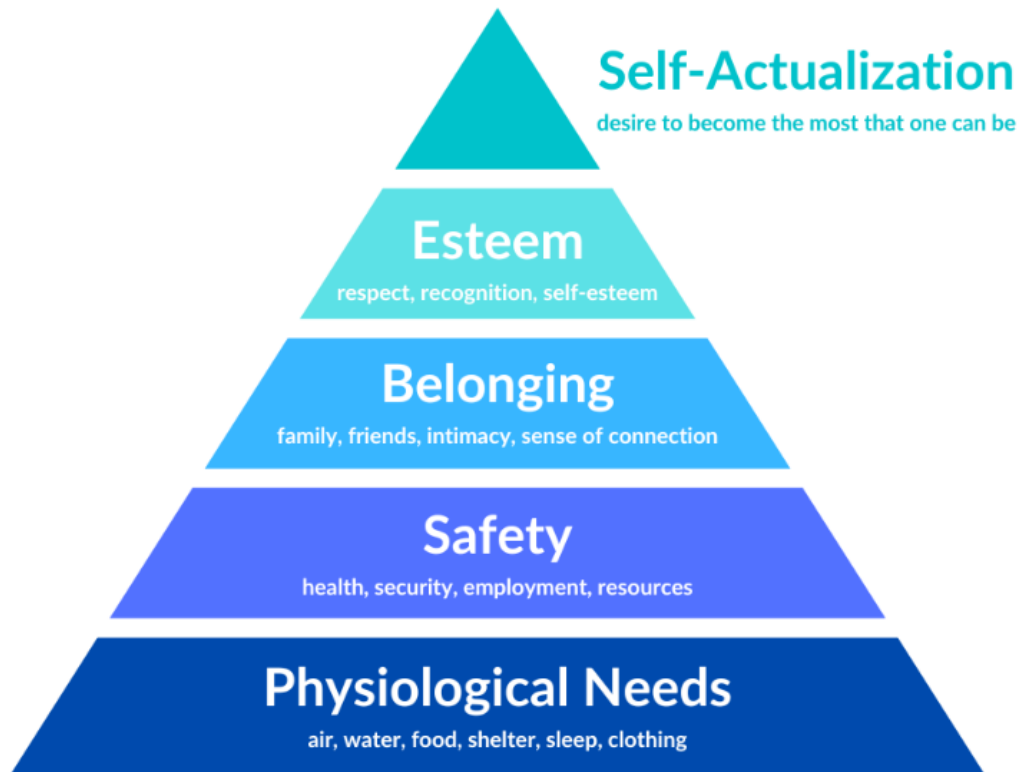 Self-Actualization
desire to become the most that one can be
Esteem
respect, recognition, self-esteem
Belonging
family, friends, intimacy, sense of connection
Safety
health, security, employment, resources
Physiological Needs
air, water, food, shelter, sleep, clothing